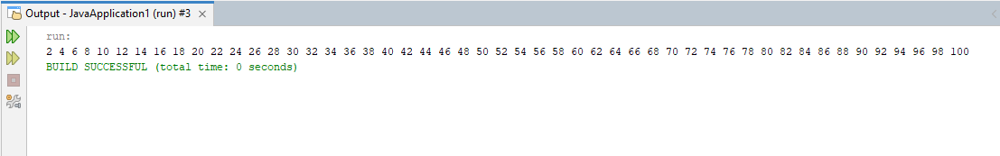 Output - JavaApplication1 (run) #3
run:
2 4 6 8 10 12 14 16 18 20 22 24 26 28 30 32 34 36 38 40 42 44 46 48 50 52 54 56 58 60 62 64 66 68 70 72 74 76 78 80 82 84 86 88 90 92 94 96 98 100
BUILD SUCCESSFUL (total time: 0 seconds)